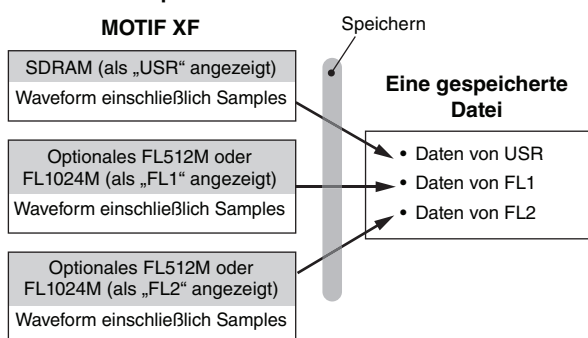 MOTIF XF
Speichern
SDRAM (als „USR“ angezeigt)
Waveform einschließlich Samples
Optionales FL512M oder
FL1024M (als „FL1“ angezeigt)
Waveform einschließlich Samples
Optionales FL512M oder
FL1024M (als „FL2“ angezeigt)
Waveform einschließlich Samples
Eine gespeicherte
Datei
• Daten von USR
• Daten von FL1
• Daten von FL2